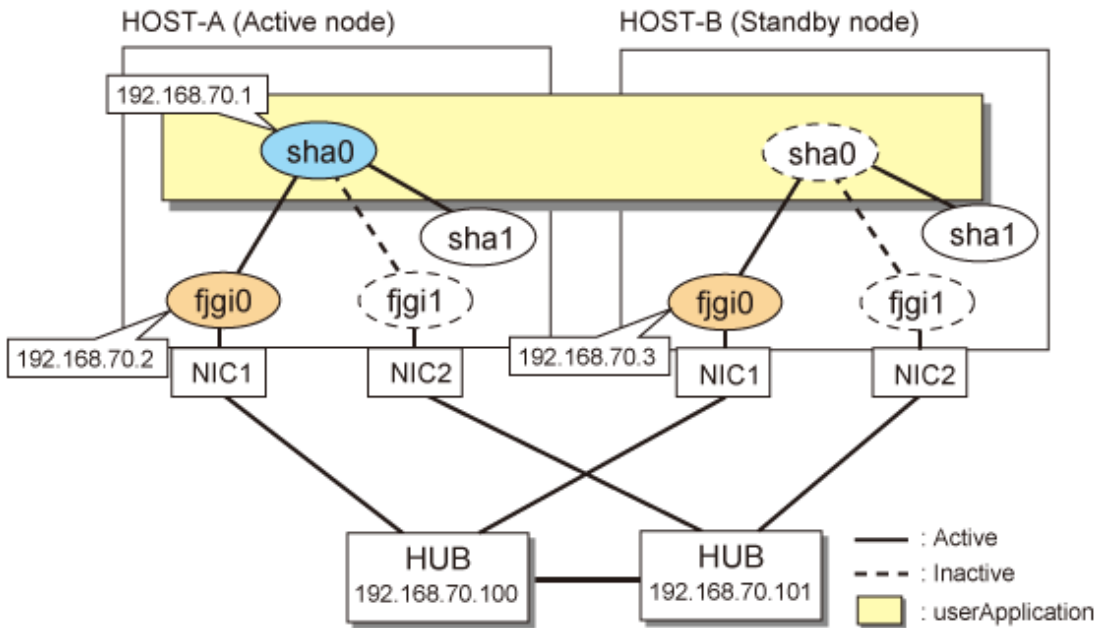 HOST-A (Active node)
HOST-B (Standby node)
192.168.70.1
sha0
sha0
sha1
sha1
fjgi0
fjgi1
fjgi0
fjgi1
192.168.70.2
192.168.70.3
NIC1
NIC2
NIC1
NIC2
HUB
192.168.70.100
HUB
192.168.70.101
: Active
: Inactive
: userApplication